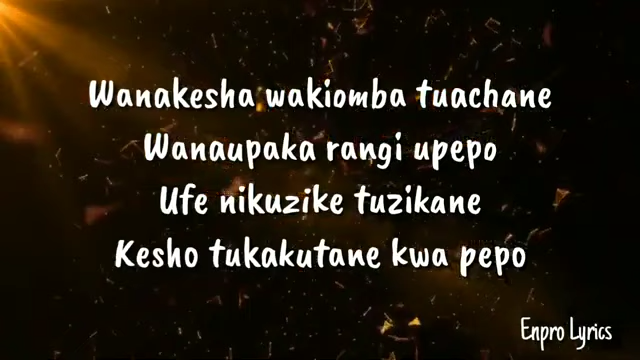 Wanakesha wakiomba tuachane
Wanaupaka rangi upepo
Ufe nikuzike tuzikane
Kesho tukakutane kwa pepo
Enpro Lyrics